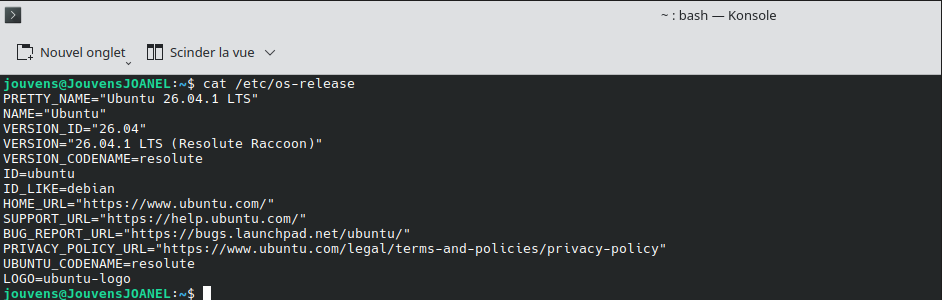 ~ : bash — Konsole
Nouvel onglet Scinder la vue
jouvens@JouvensJOANEL:~$ cat /etc/os-release
PRETTY_NAME="Ubuntu 26.04.1 LTS"
NAME="Ubuntu"
VERSION_ID="26.04"
VERSION="26.04.1 LTS (Resolute Raccoon)"
VERSION_CODENAME=resolute
ID=ubuntu
ID_LIKE=debian
HOME_URL="https://www.ubuntu.com/"
SUPPORT_URL="https://help.ubuntu.com/"
BUG_REPORT_URL="https://bugs.launchpad.net/ubuntu/"
PRIVACY_POLICY_URL="https://www.ubuntu.com/legal/terms-and-policies/privacy-policy"
UBUNTU_CODENAME=resolute
LOGO=ubuntu-logo
jouvens@JouvensJOANEL:~$